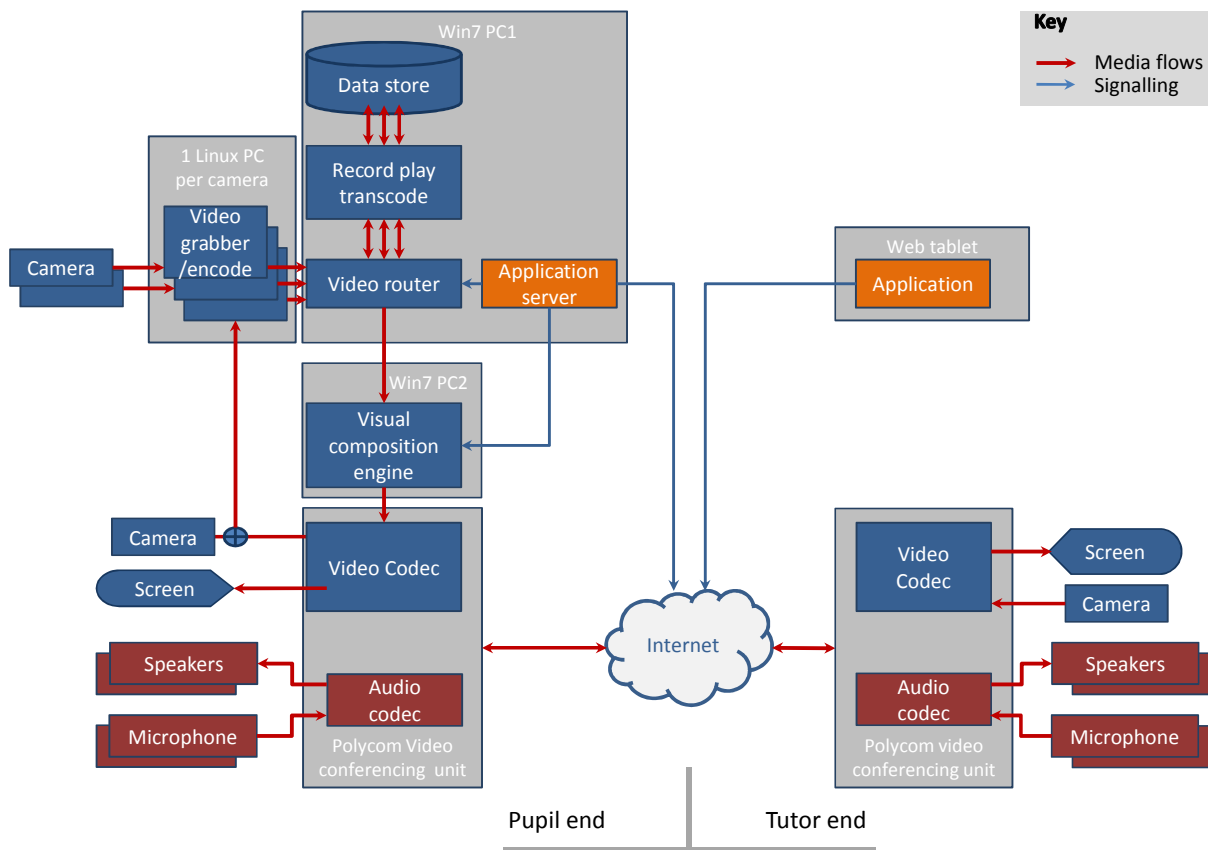 Win7 PC1
Key
Media flows
Signalling
Data store
1 Linux PC
per camera
Record play
transcode
Video
grabber
/encode
Camera
Video router
Application
server
Web tablet
Application
Win7 PC2
Visual
composition
engine
Camera
Screen
Video Codec
Speakers
Microphone
Audio
codec
Polycom Video
conferencing unit
Internet
Video
Codec
Screen
Camera
Speakers
Audio
codec
Microphone
Polycom video
conferencing unit
Pupil end
Tutor end